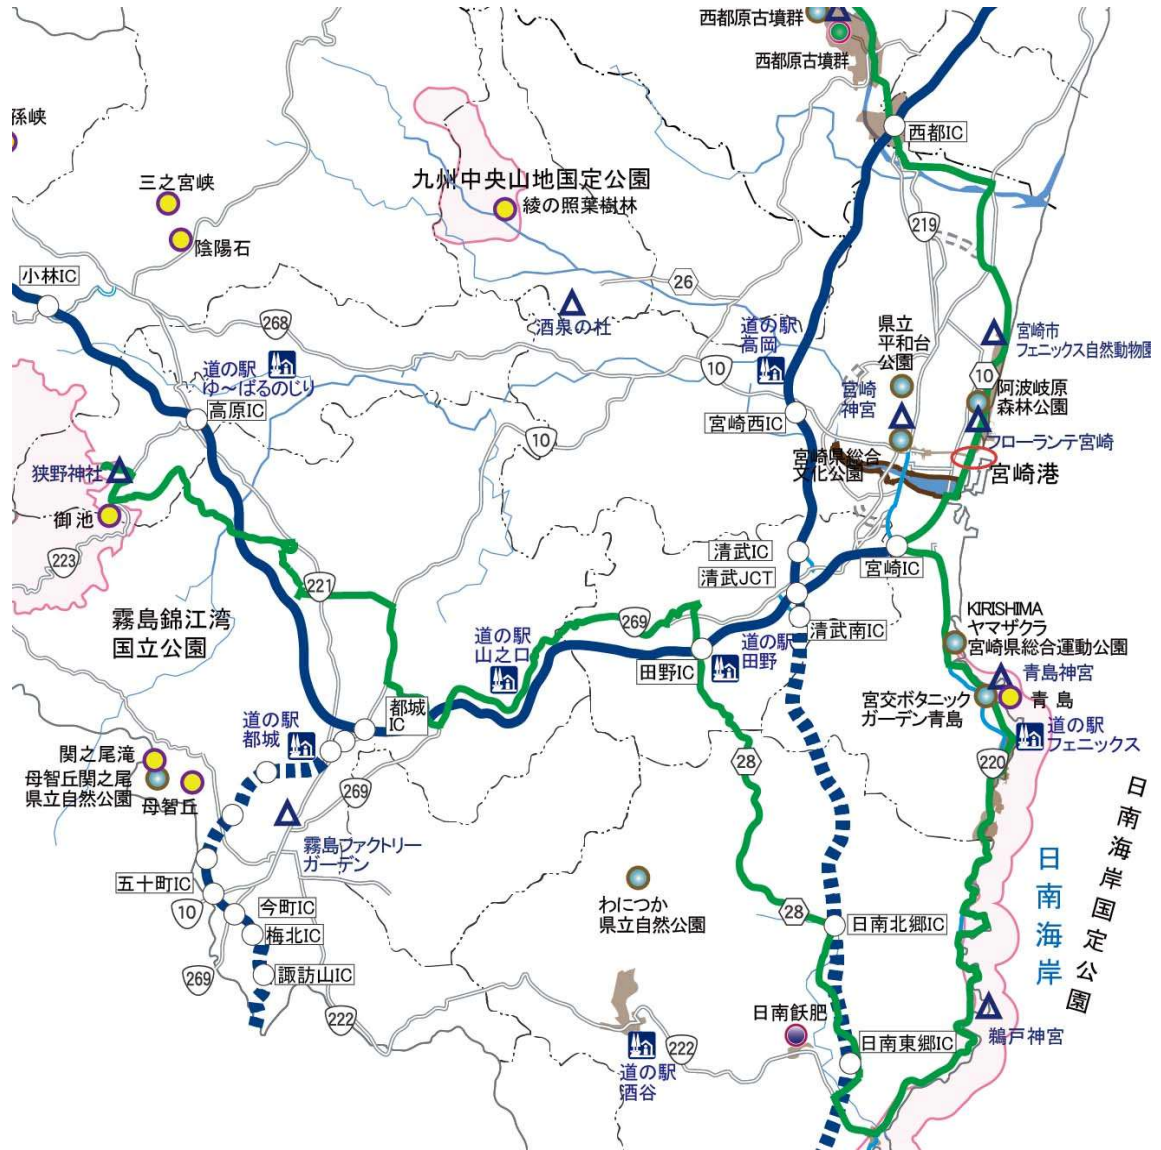 西都原古墳群
西都原古墳群
孫峡
西都IC
三之宮峡
九州中央山地国定公園
綾の照葉樹林
陰陽石
219
小林IC
26
268
酒泉の杜
道の駅
高岡
県立
平和台
公園
宮崎市
フェニックス自然動物園
道の駅
ゆ~ぱるのじり
10
10
高原IC
宮崎
神宮
阿波岐原
森林公園
宮崎西IC
10
フローランテ宮崎
宮崎県総合
文化公園
狭野神社
宮崎港
御池
223
清武IC
宮崎IC
清武JCT
221
霧島錦江湾
国立公園
269
清武南IC
KIRISHIMA
ヤマザクラ
宮崎県総合運動公園
道の駅
山之口
道の駅
田野
田野IC
青島神宮
宮交ボタニック
ガーデン青島
青島
都城
IC
道の駅
都城
道の駅
フェニックス
関之尾滝
母智丘関之尾
県立自然公園
母智丘
28
220
269
日南海岸国定公園
霧島ファクトリー
ガーデン
日南海岸
五十町IC
わにつか
県立自然公園
10
今町IC
28
日南北郷IC
梅北IC
269
諏訪山IC
222
日南飫肥
222
日南東郷IC
鵜戸神宮
道の駅
酒谷